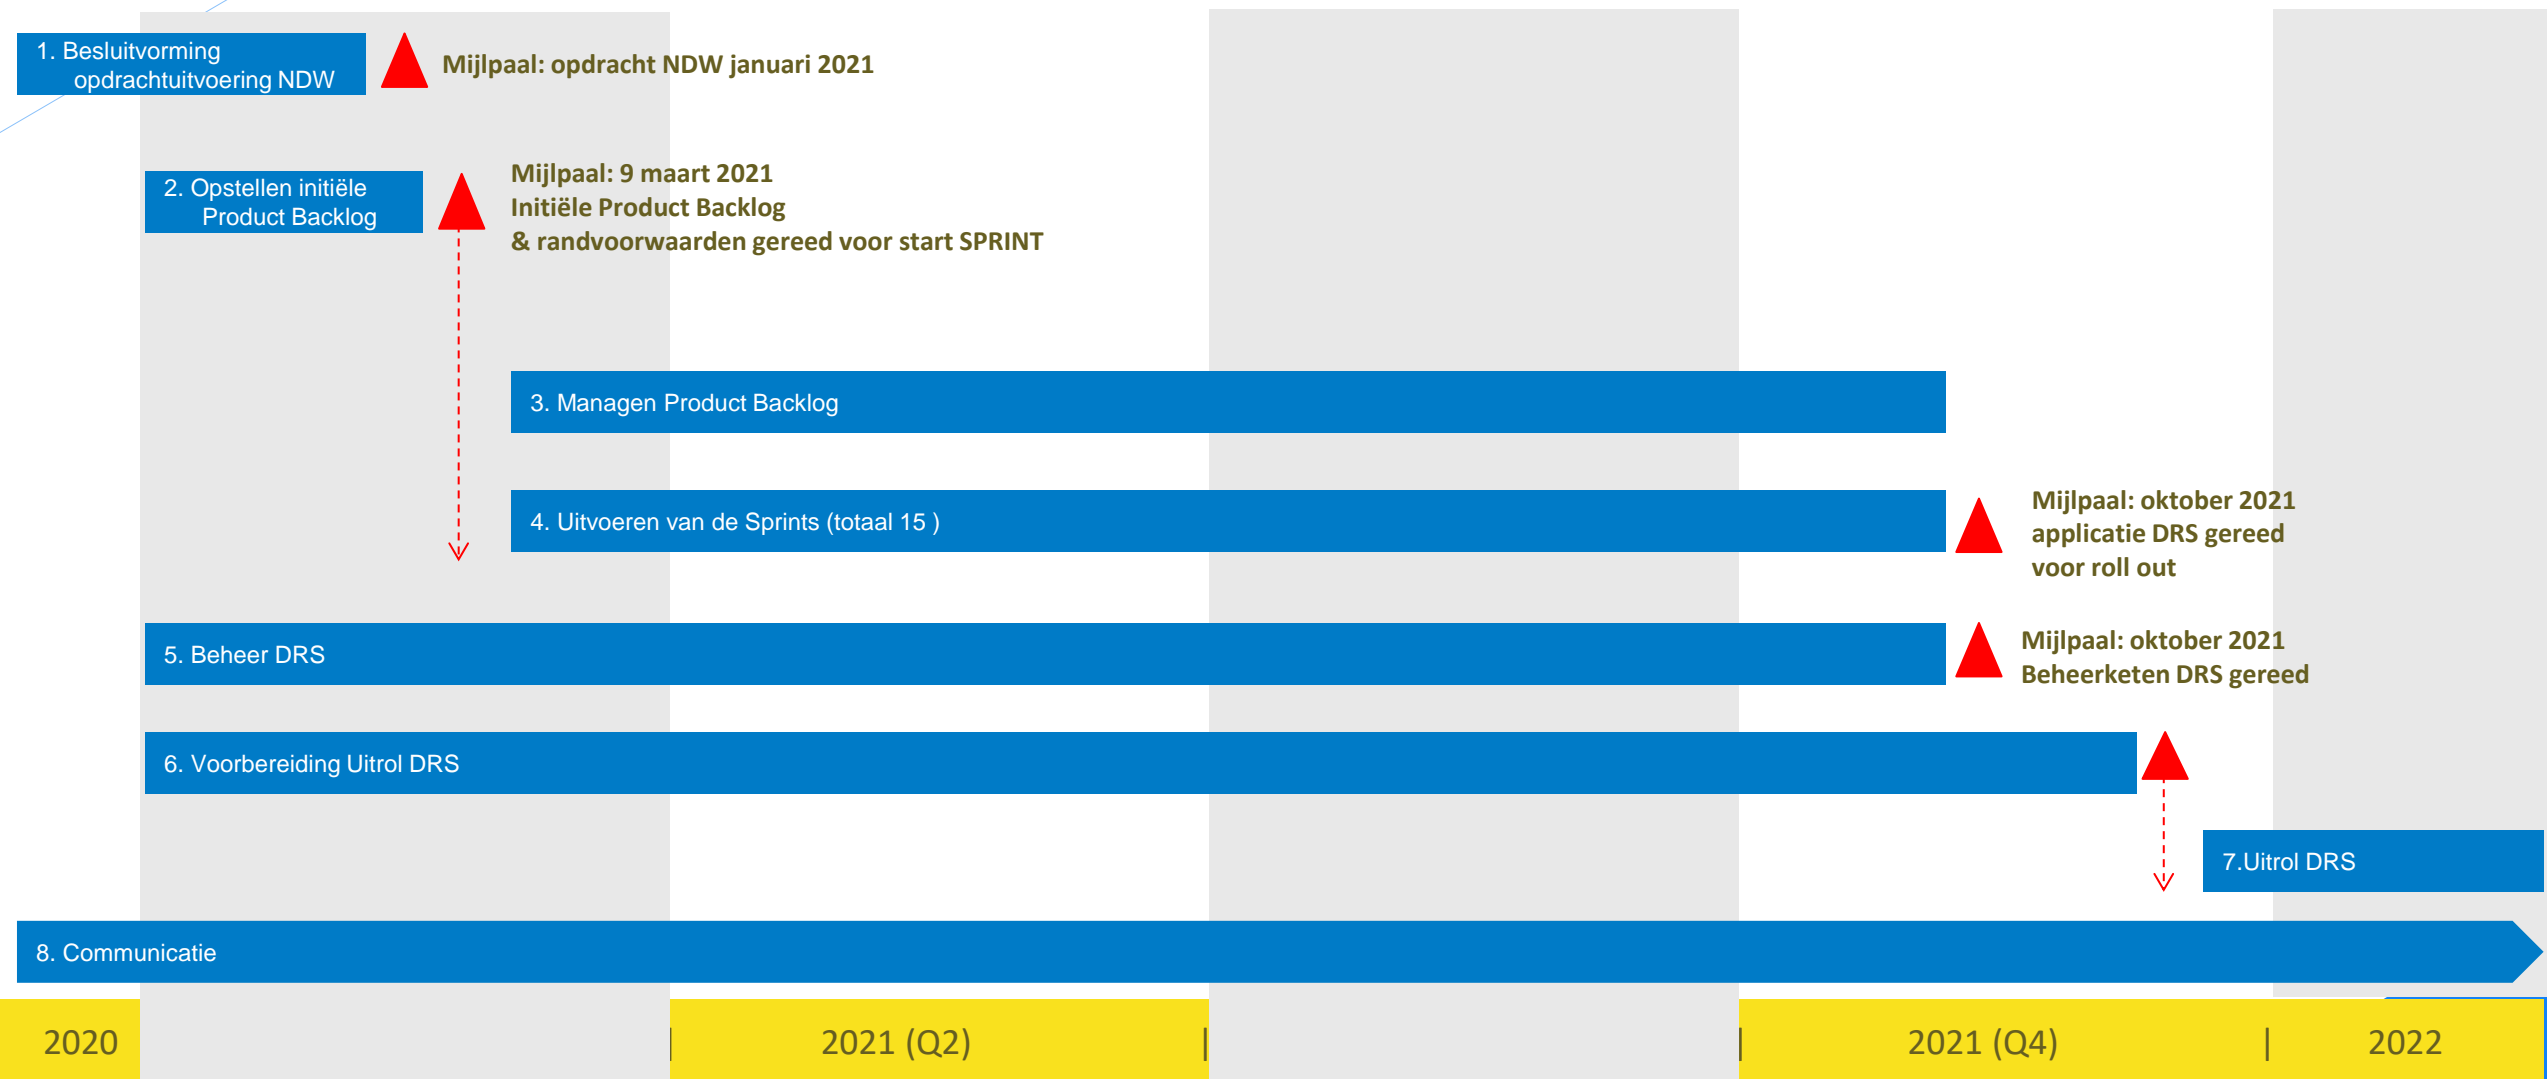 1. Besluitvorming
opdrachtuitvoering NDW
Mijlpaal: opdracht NDW januari 2021
2. Opstellen initiële
Product Backlog
Mijlpaal: 9 maart 2021
Initiële Product Backlog
& randvoorwaarden gereed voor start SPRINT
3. Managen Product Backlog
4. Uitvoeren van de Sprints (totaal 15 )
Mijlpaal: oktober 2021
applicatie DRS gereed
voor roll out
5. Beheer DRS
Mijlpaal: oktober 2021
Beheerketen DRS gereed
6. Voorbereiding Uitrol DRS
7.Uitrol DRS
8. Communicatie
2020 | 2021 (Q2) | | 2021 (Q4) | 2022